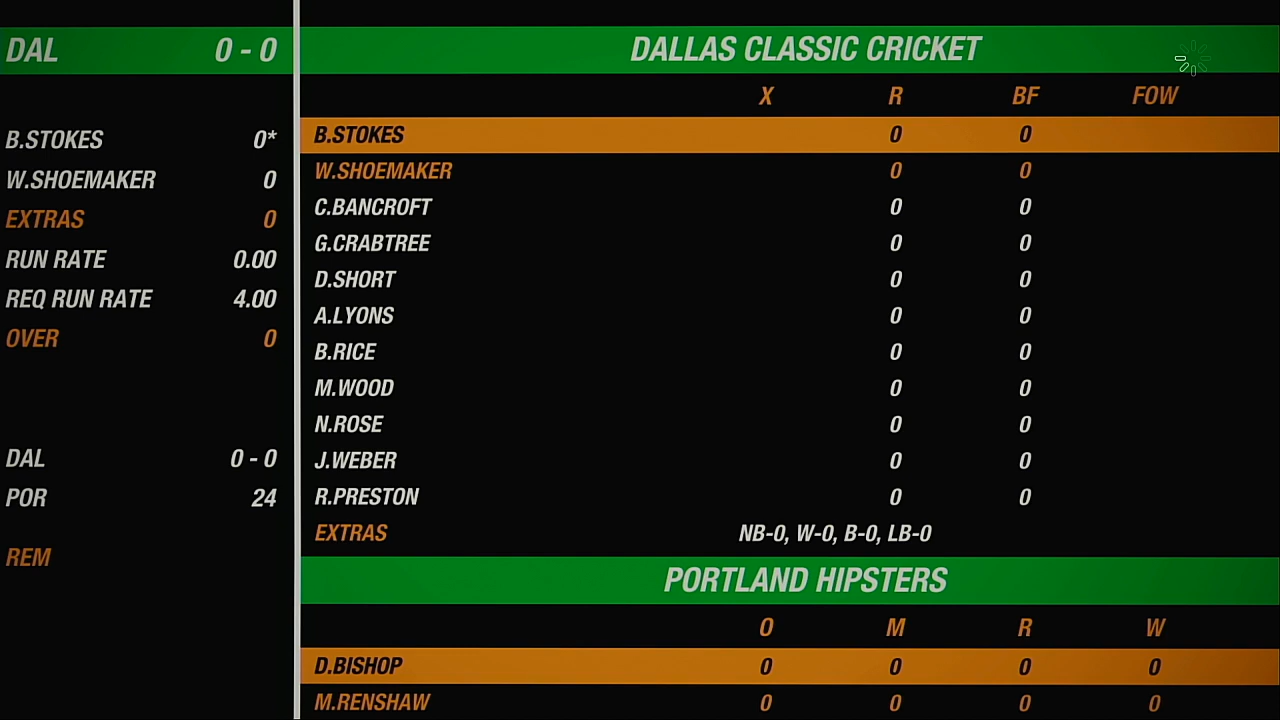 DAL 0 - 0
B.STOKES 0*
W.SHOEMAKER 0
EXTRAS 0
RUN RATE 0.00
REQ RUN RATE 4.00
OVER 0
DAL 0 - 0
POR 24
REM
DALLAS CLASSIC CRICKET
X R BF FOW
B.STOKES 0 0
W.SHOEMAKER 0 0
C.BANCROFT 0 0
G.CRABTREE 0 0
D.SHORT 0 0
A.LYONS 0 0
B.RICE 0 0
M.WOOD 0 0
N.ROSE 0 0
J.WEBER 0 0
R.PRESTON 0 0
EXTRAS NB-0, W-0, B-0, LB-0
PORTLAND HIPSTERS
O M R W
D.BISHOP 0 0 0 0
M.RENSHAW 0 0 0 0